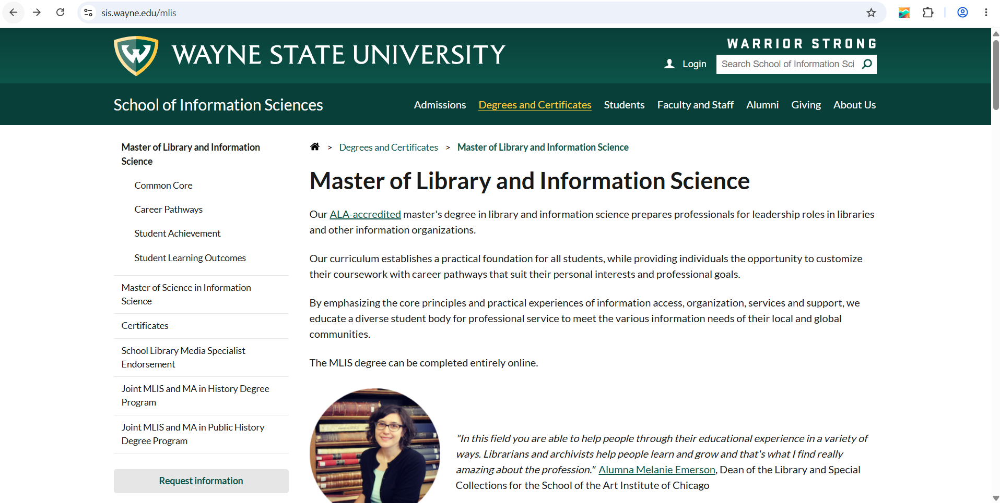 sis.wayne.edu/mlis
WAYNE STATE UNIVERSITY
WARRIOR STRONG
Login
Search School of Information Sci
School of Information Sciences
Admissions
Degrees and Certificates
Students
Faculty and Staff
Alumni
Giving
About Us
Master of Library and Information
Science
Common Core
Career Pathways
Student Achievement
Student Learning Outcomes
Master of Science in Information
Science
Certificates
School Library Media Specialist
Endorsement
Joint MLIS and MA in History Degree
Program
Joint MLIS and MA in Public History
Degree Program
Request information
> Degrees and Certificates > Master of Library and Information Science
Master of Library and Information Science
Our ALA-accredited master's degree in library and information science prepares professionals for leadership roles in libraries
and other information organizations.
Our curriculum establishes a practical foundation for all students, while providing individuals the opportunity to customize
their coursework with career pathways that suit their personal interests and professional goals.
By emphasizing the core principles and practical experiences of information access, organization, services and support, we
educate a diverse student body for professional service to meet the various information needs of their local and global
communities.
The MLIS degree can be completed entirely online.
"In this field you are able to help people through their educational experience in a variety of
ways. Librarians and archivists help people learn and grow and that's what I find really
amazing about the profession." Alumna Melanie Emerson, Dean of the Library and Special
Collections for the School of the Art Institute of Chicago